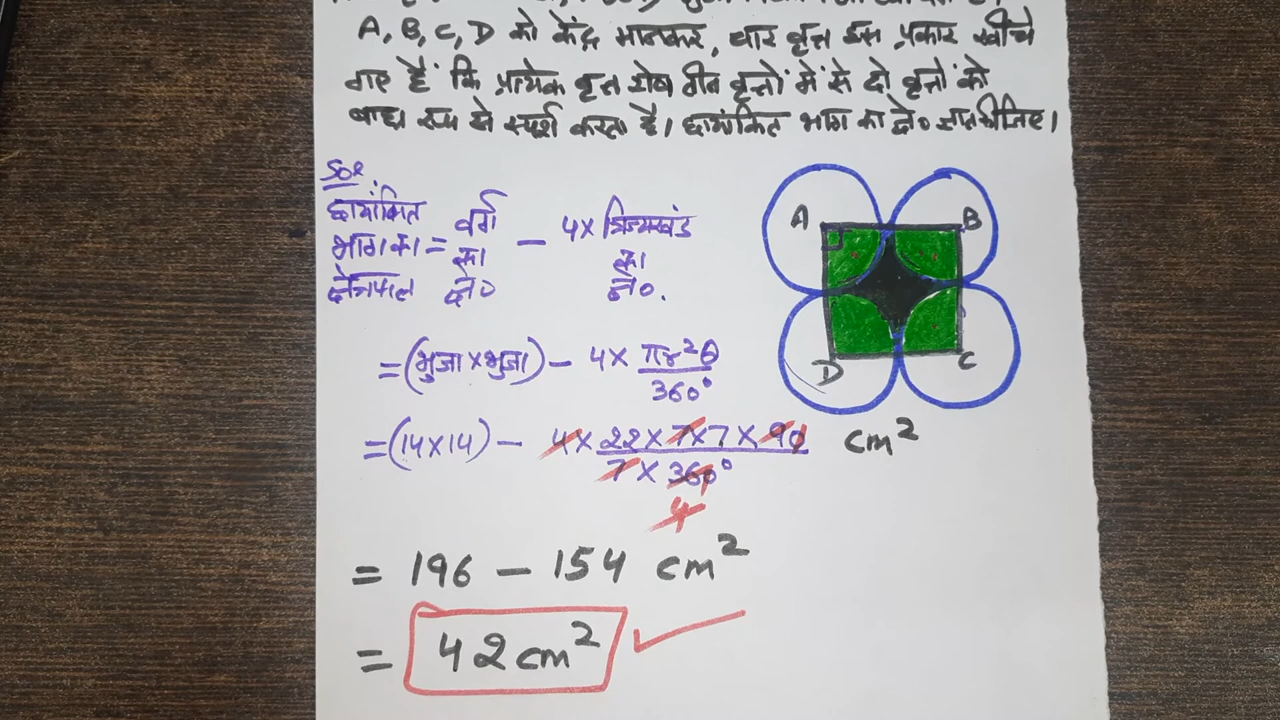 A, B, C, D को केंद्र मानकर, चार वृत्त इस प्रकार खींचे
गए हैं कि प्रत्येक वृत्त शेष तीन वृत्तों में से दो वृत्तों को
बाह्य रूप से स्पर्श करता है। छायांकित भाग का क्षे० ज्ञात कीजिए।
Sol.
छायांकित भाग का क्षेत्रफल = वर्ग का क्षे० - 4× त्रिज्यखंड का क्षे०.
= (भुजा × भुजा) - 4 × πr²θ / 360°
= (14×14) - 4 × 22 × 7 × 7 × 90 / 7 × 360° cm²
4
= 196 - 154 cm²
= 42 cm²
A B
D C